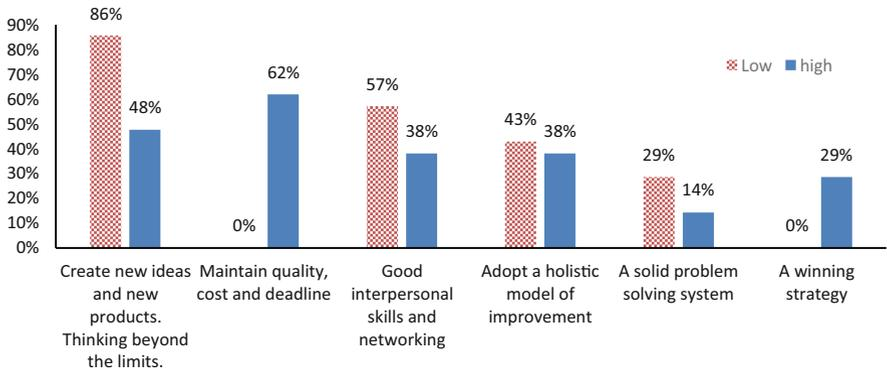 90%
80%
70%
60%
50%
40%
30%
20%
10%
0%
86%
48%
0%
62%
57%
38%
43%
38%
29%
14%
0%
29%
Low
high
Create new ideas
and new
products.
Thinking beyond
the limits.
Maintain quality,
cost and deadline
Good
interpersonal
skills and
networking
Adopt a holistic
model of
improvement
A solid problem
solving system
A winning
strategy